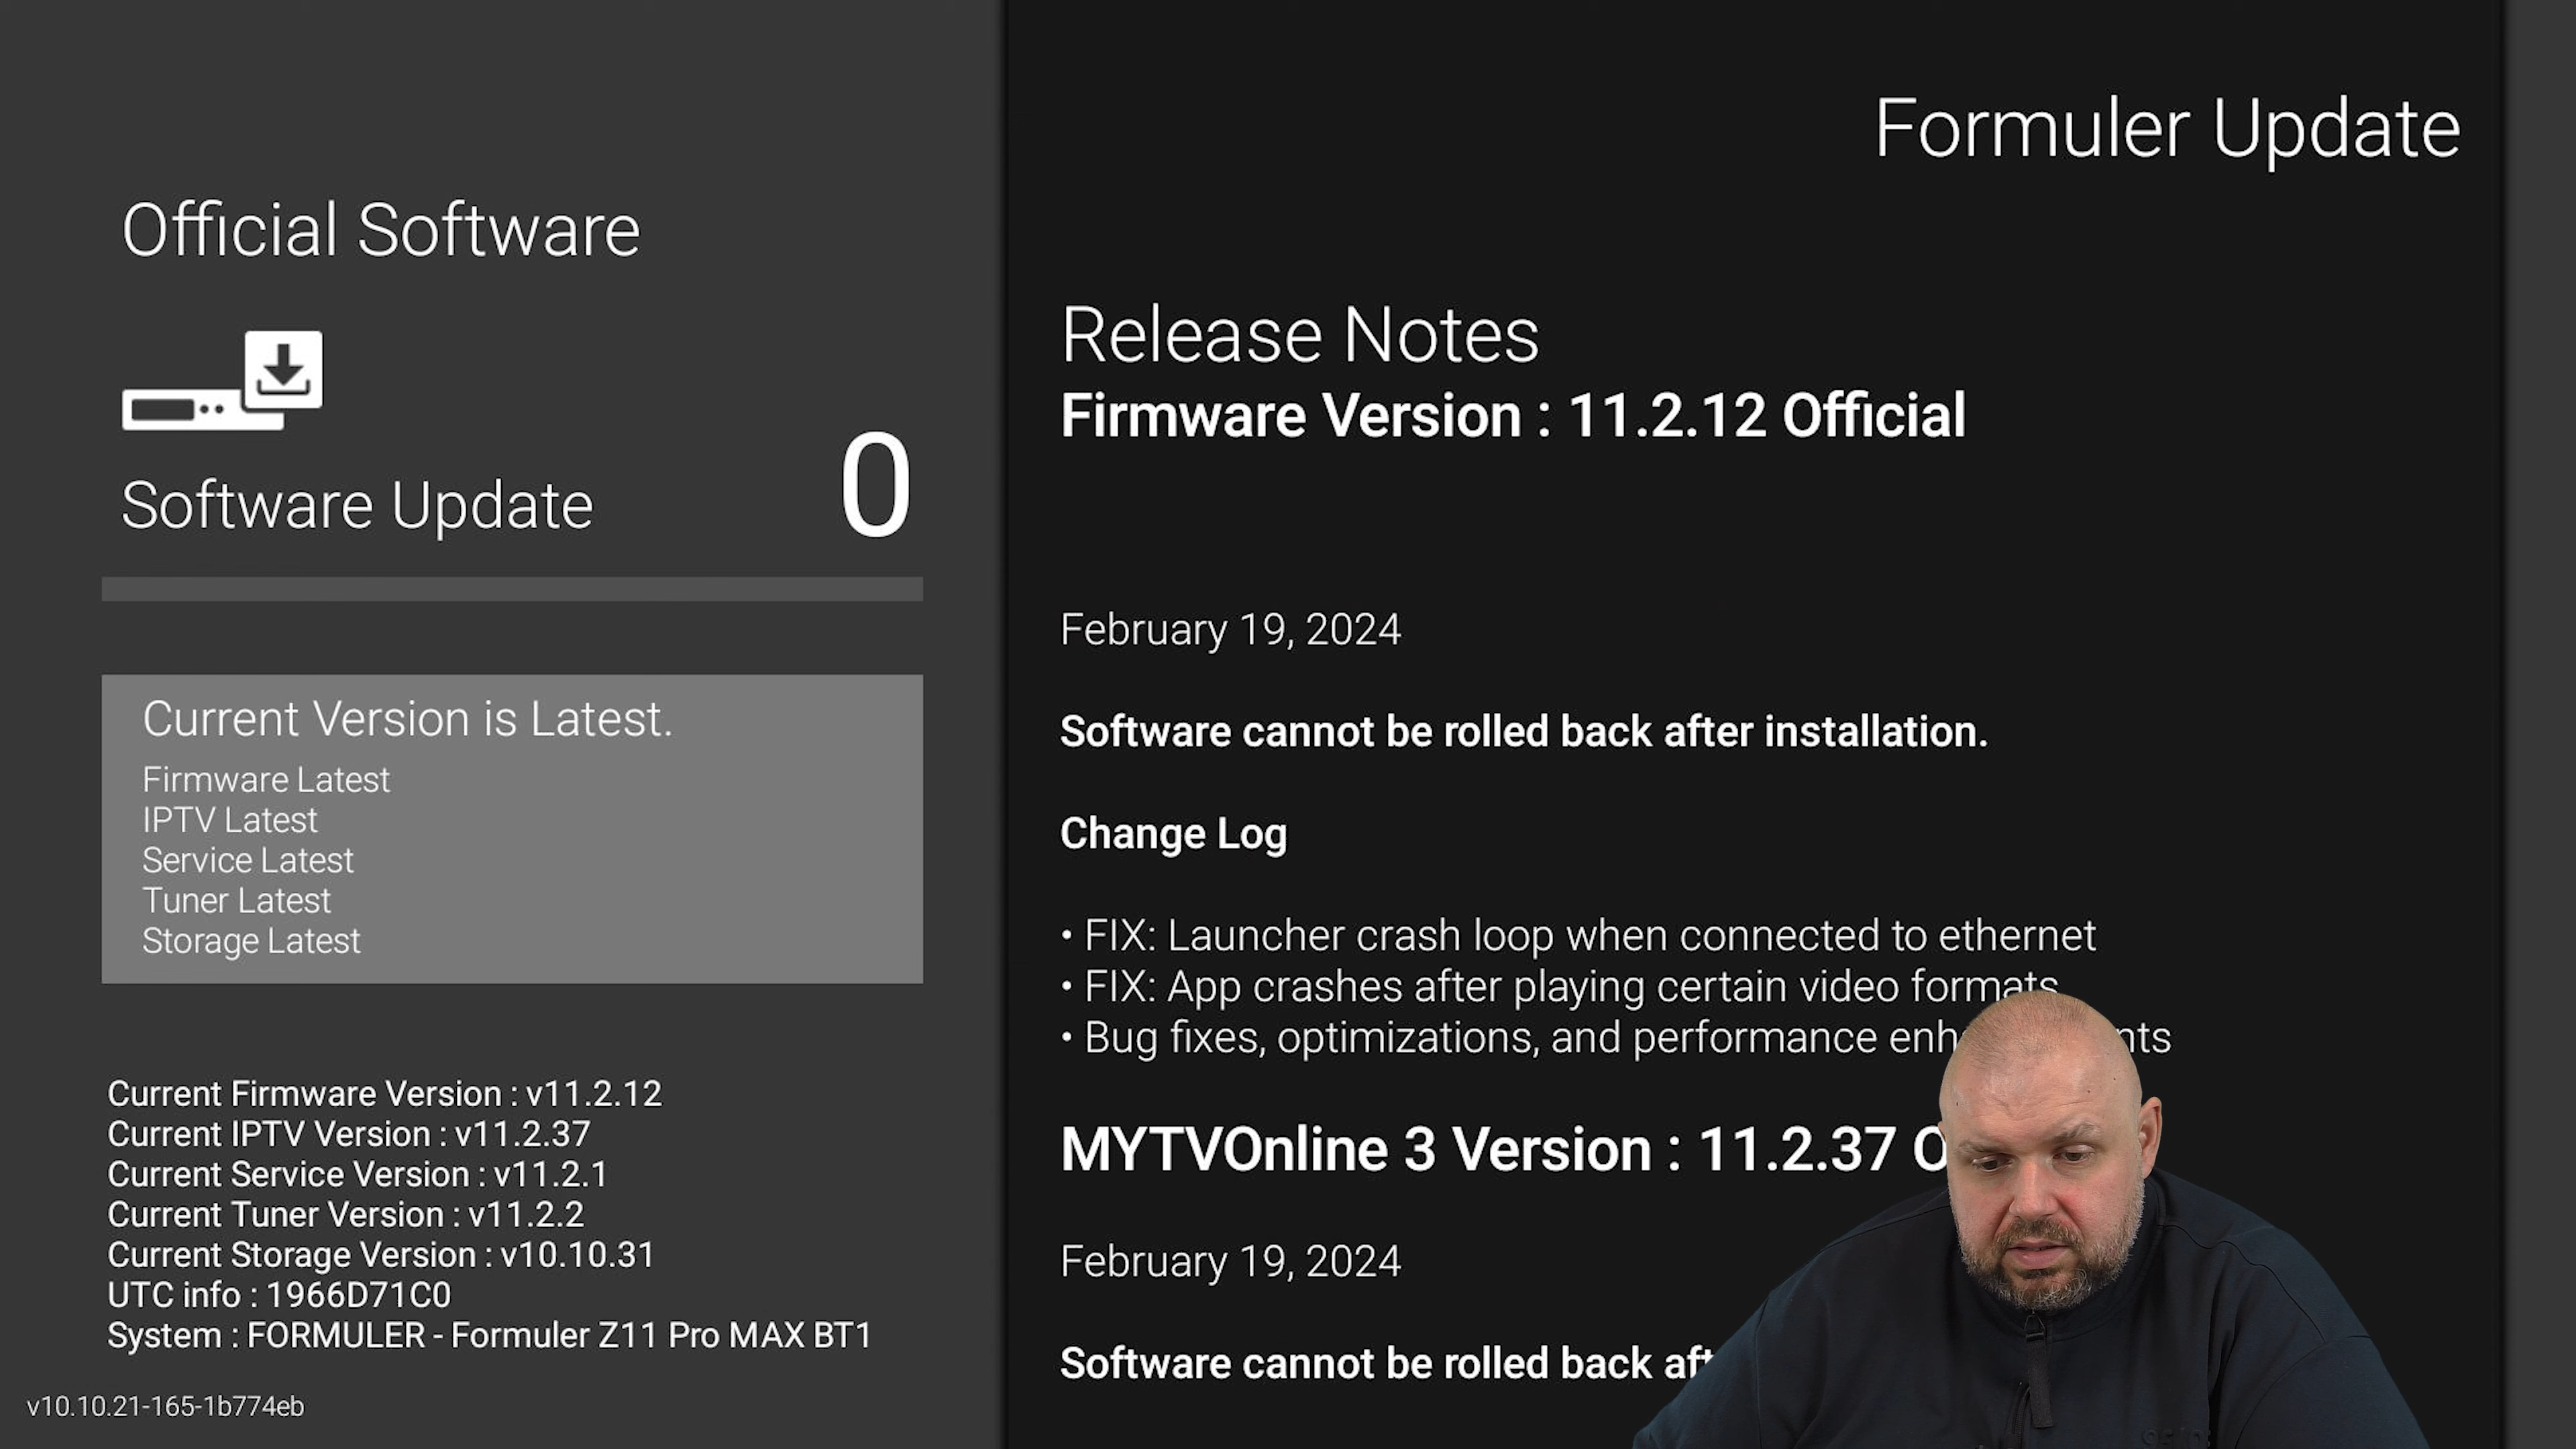 Formuler Update
Official Software
Software Update
0
Current Version is Latest.
Firmware Latest
IPTV Latest
Service Latest
Tuner Latest
Storage Latest
Current Firmware Version : v11.2.12
Current IPTV Version : v11.2.37
Current Service Version : v11.2.1
Current Tuner Version : v11.2.2
Current Storage Version : v10.10.31
UTC info : 1966D71C0
System : FORMULER - Formuler Z11 Pro MAX BT1
v10.10.21-165-1b774eb
Release Notes
Firmware Version : 11.2.12 Official
February 19, 2024
Software cannot be rolled back after installation.
Change Log
• FIX: Launcher crash loop when connected to ethernet
• FIX: App crashes after playing certain video formats
• Bug fixes, optimizations, and performance
MYTVOnline 3 Version : 11.2.37
February 19, 2024
Software cannot be rolled back